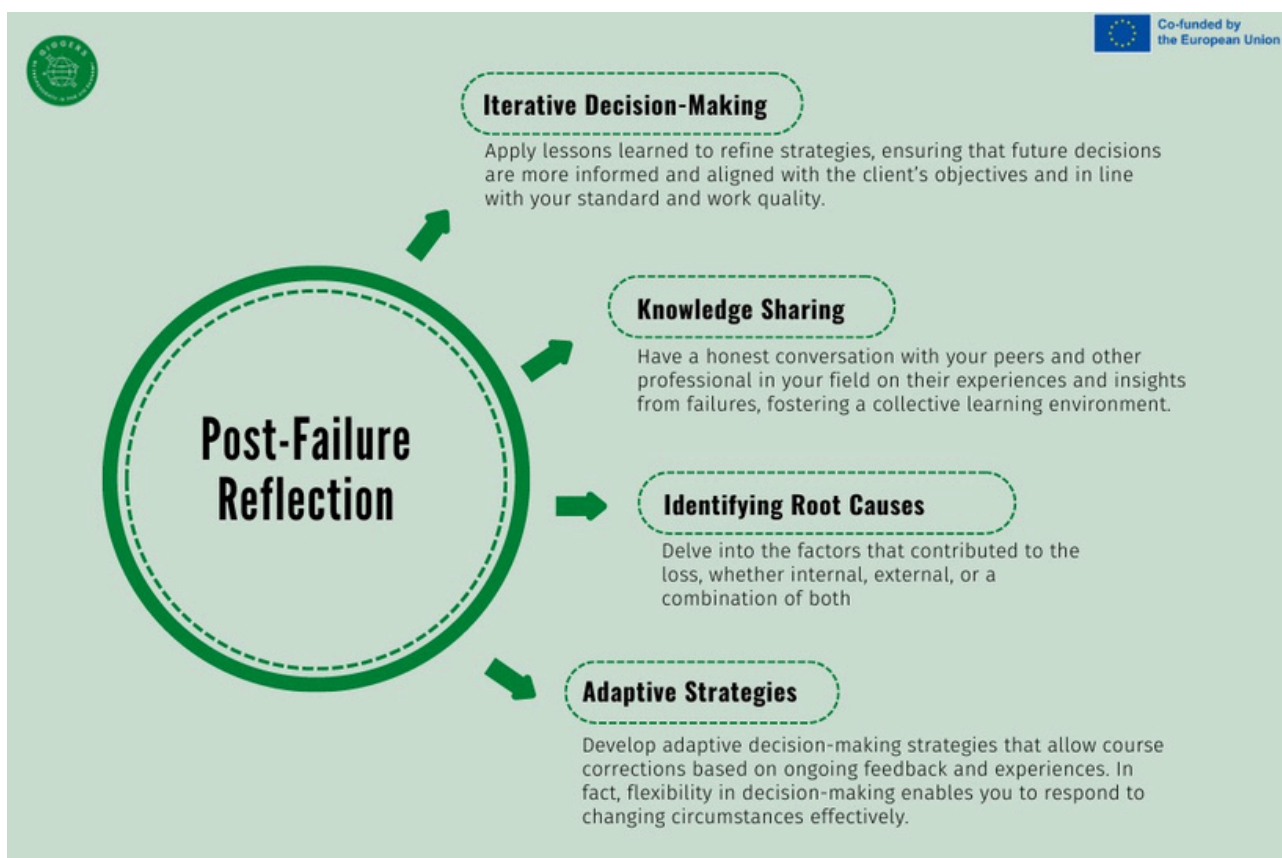 GIGGERS
Co-funded by
the European Union
Iterative Decision-Making
Apply lessons learned to refine strategies, ensuring that future decisions
are more informed and aligned with the client’s objectives and in line
with your standard and work quality.
Knowledge Sharing
Have a honest conversation with your peers and other
professional in your field on their experiences and insights
from failures, fostering a collective learning environment.
Post-Failure
Reflection
Identifying Root Causes
Delve into the factors that contributed to the
loss, whether internal, external, or a
combination of both
Adaptive Strategies
Develop adaptive decision-making strategies that allow course
corrections based on ongoing feedback and experiences. In
fact, flexibility in decision-making enables you to respond to
changing circumstances effectively.